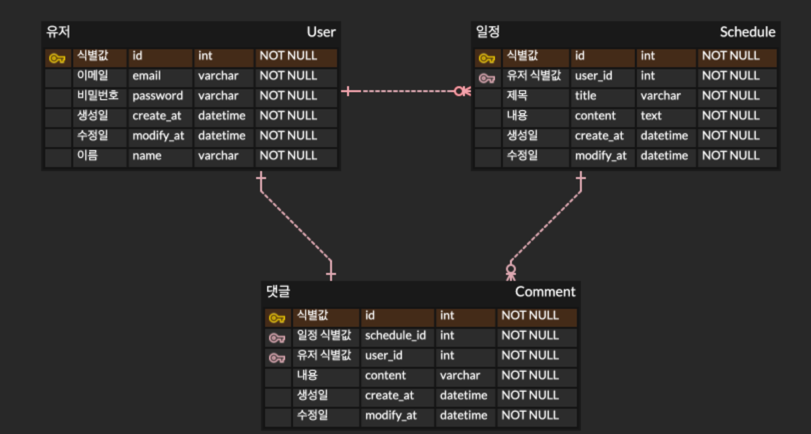 유저 User
식별값 id int NOT NULL
이메일 email varchar NOT NULL
비밀번호 password varchar NOT NULL
생성일 create_at datetime NOT NULL
수정일 modify_at datetime NOT NULL
이름 name varchar NOT NULL
일정 Schedule
식별값 id int NOT NULL
유저 식별값 user_id int NOT NULL
제목 title varchar NOT NULL
내용 content text NOT NULL
생성일 create_at datetime NOT NULL
수정일 modify_at datetime NOT NULL
댓글 Comment
식별값 id int NOT NULL
일정 식별값 schedule_id int NOT NULL
유저 식별값 user_id int NOT NULL
내용 content varchar NOT NULL
생성일 create_at datetime NOT NULL
수정일 modify_at datetime NOT NULL